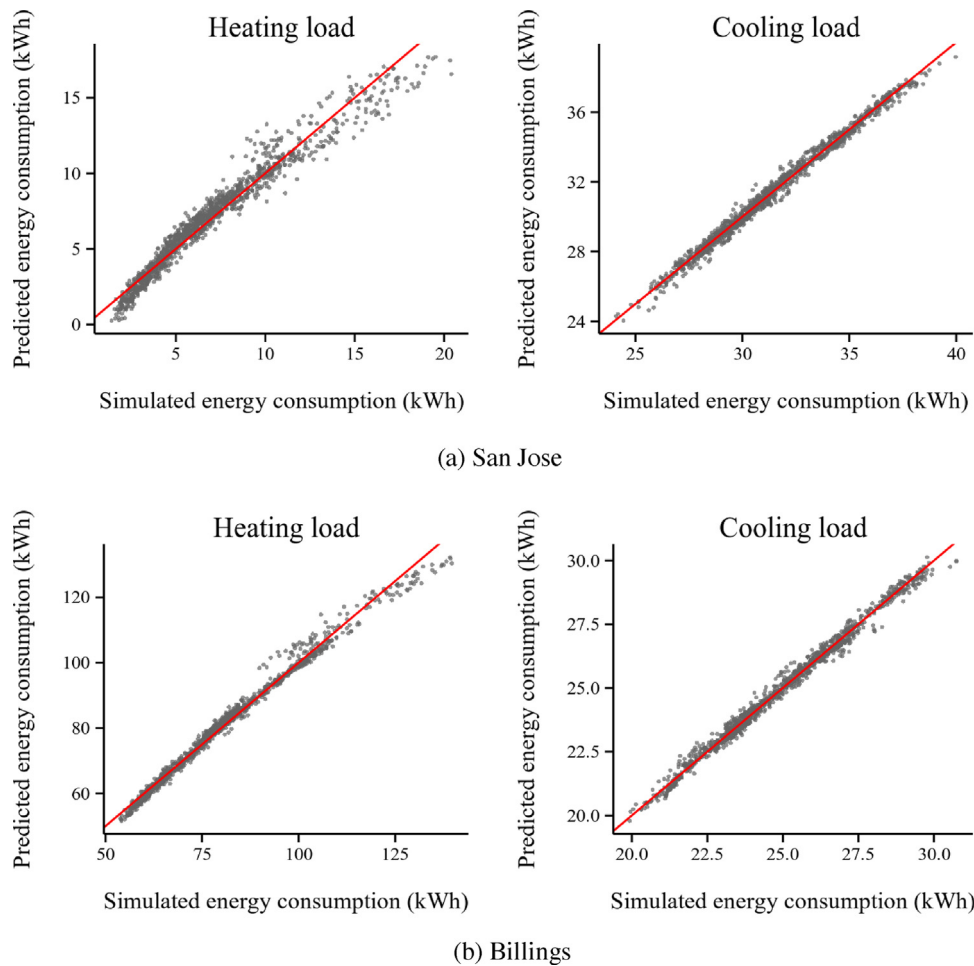 Heating load
Predicted energy consumption (kWh)
15
10
5
0
5
10
15
20
Simulated energy consumption (kWh)
Cooling load
Predicted energy consumption (kWh)
36
32
28
24
25
30
35
40
Simulated energy consumption (kWh)
(a) San Jose
Heating load
Predicted energy consumption (kWh)
120
100
80
60
50
75
100
125
Simulated energy consumption (kWh)
Cooling load
Predicted energy consumption (kWh)
30.0
27.5
25.0
22.5
20.0
20.0
22.5
25.0
27.5
30.0
Simulated energy consumption (kWh)
(b) Billings